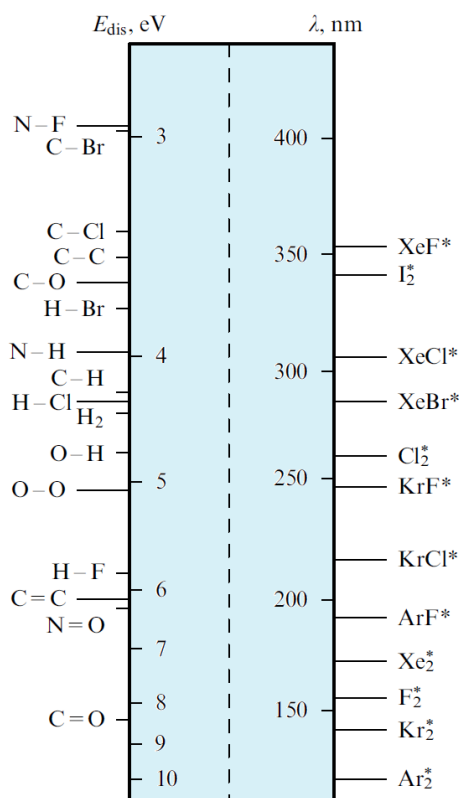 E_dis, eV
λ, nm
N–F
C–Br
3
400
C–Cl
C–C
C–O
H–Br
350
XeF*
I₂*
N–H
4
300
XeCl*
C–H
H–Cl
H₂
XeBr*
O–H
Cl₂*
O–O
5
250
KrF*
H–F
KrCl*
C=C
6
200
N=O
ArF*
7
Xe₂*
8
150
F₂*
C=O
Kr₂*
9
10
Ar₂*